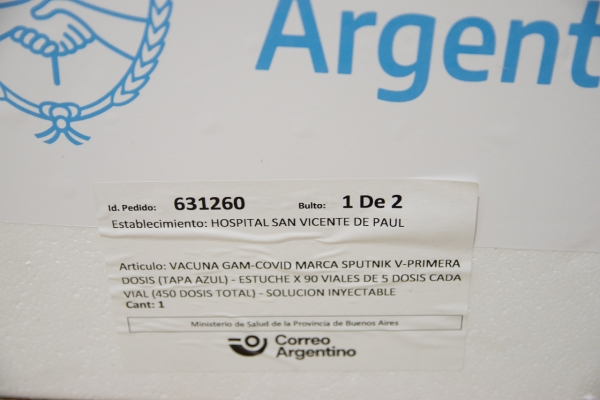 Argent
Id. Pedido: 631260 Bulto: 1 De 2
Establecimiento: HOSPITAL SAN VICENTE DE PAUL
Articulo: VACUNA GAM-COVID MARCA SPUTNIK V-PRIMERA
DOSIS (TAPA AZUL) - ESTUCHE X 90 VIALES DE 5 DOSIS CADA
VIAL (450 DOSIS TOTAL) - SOLUCION INYECTABLE
Cant: 1
Ministerio de Salud de la Provincia de Buenos Aires
Correo
Argentino